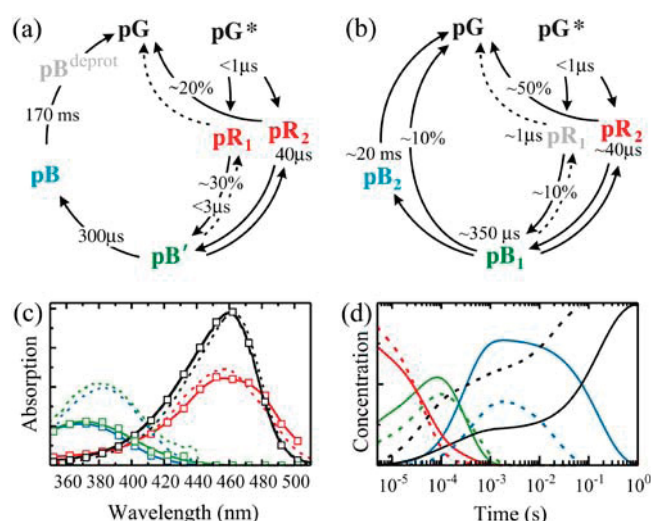 (a)
pG
pG*
pB^deprot
<1μs
~20%
170 ms
pR₁
pR₂
~30%
40μs
<3μs
pB
300μs
pB′
(b)
pG
pG*
<1μs
~50%
~10%
~1μs
pR₁
pR₂
~40μs
~20 ms
pB₂
~10%
~350 μs
pB₁
(c)
Absorption
360 380 400 420 440 460 480 500
Wavelength (nm)
(d)
Concentration
10⁻⁵ 10⁻⁴ 10⁻³ 10⁻² 10⁻¹ 10⁰
Time (s)